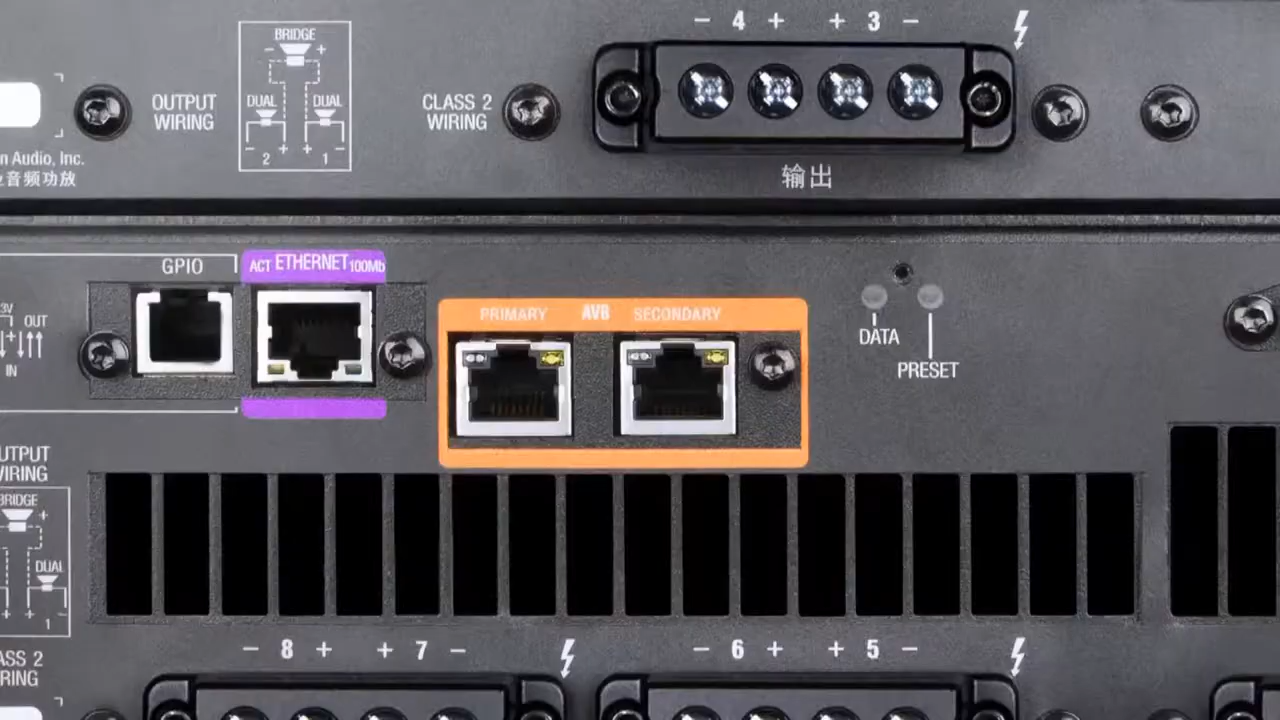 − 4 + + 3 −
BRIDGE
− +
DUAL DUAL
− + + −
2 1
OUTPUT
WIRING
CLASS 2
WIRING
n Audio, Inc.
音频功放
输出
GPIO
ACT ETHERNET 100Mb
PRIMARY AVB SECONDARY
3V
OUT
+
IN
DATA
PRESET
UTPUT
WIRING
BRIDGE
+
DUAL
+ + −
1
ASS 2
RING
− 8 + + 7 −
− 6 + + 5 −